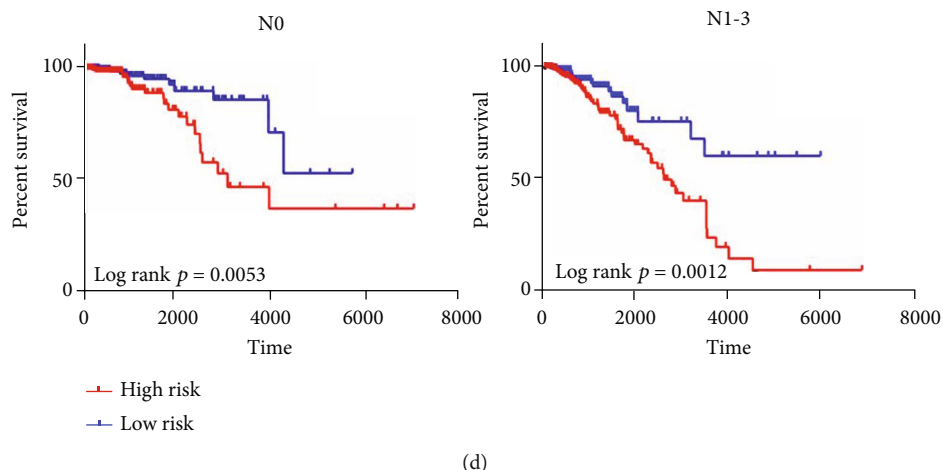 N0
Percent survival
100
50
0
Log rank p = 0.0053
0 2000 4000 6000 8000
Time
N1-3
Percent survival
100
50
0
Log rank p = 0.0012
0 2000 4000 6000 8000
Time
High risk
Low risk
(d)